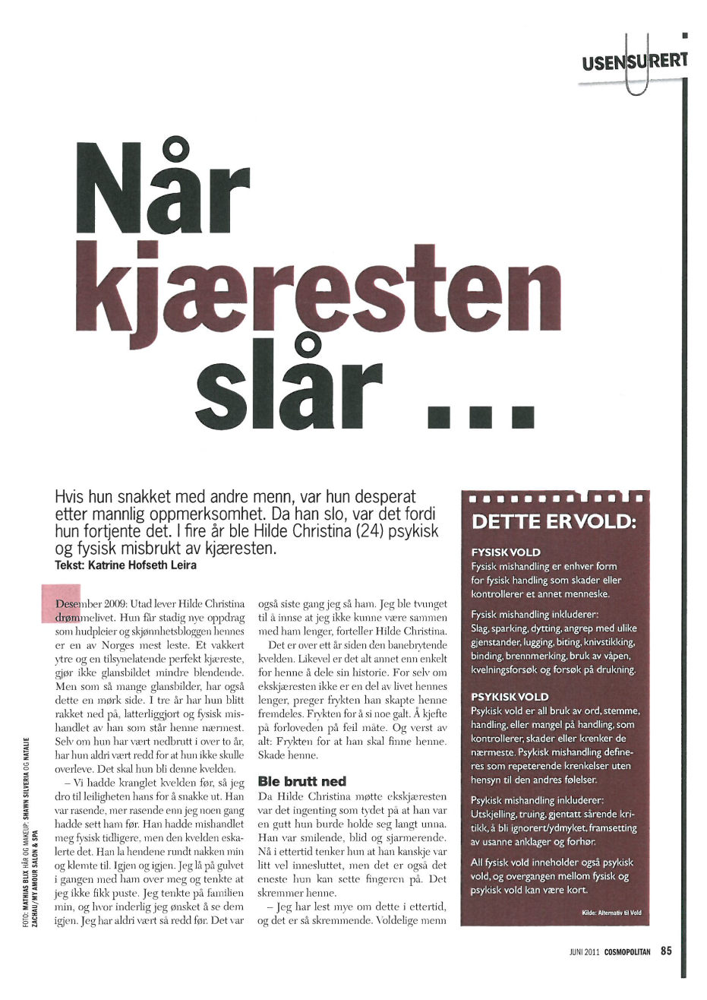 USENSURERT
Når
kjæresten
slår ...
Hvis hun snakket med andre menn, var hun desperat
etter mannlig oppmerksomhet. Da han slo, var det fordi
hun fortjente det. I fire år ble Hilde Christina (24) psykisk
og fysisk misbrukt av kjæresten.
Tekst: Katrine Hofseth Leira
Desember 2009: Utad lever Hilde Christina
drømmelivet. Hun får stadig nye oppdrag
som hudpleier og skjønnhetsbloggen hennes
er en av Norges mest leste. Et vakkert
ytre og en tilsynelatende perfekt kjæreste,
gjør ikke glansbildet mindre blendende.
Men som så mange glansbilder, har også
dette en mørk side. I tre år har hun blitt
rakket ned på, latterliggjort og fysisk mis-
handlet av han som står henne nærmest.
Selv om hun har vært nedbrutt i over to år,
har hun aldri vært redd for at hun ikke skulle
overleve. Det skal hun bli denne kvelden.
– Vi hadde kranglet kvelden før, så jeg
dro til leiligheten hans for å snakke ut. Han
var rasende, mer rasende enn jeg noen gang
hadde sett ham før. Han hadde mishandlet
meg fysisk tidligere, men den kvelden eska-
lerte det. Han la hendene rundt nakken min
og klemte til. Igjen og igjen. Jeg lå på gulvet
i gangen med ham over meg og tenkte at
jeg ikke fikk puste. Jeg tenkte på familien
min, og hvor inderlig jeg ønsket å se dem
igjen. Jeg har aldri vært så redd før. Det var
også siste gang jeg så ham. Jeg ble tvunget
til å innse at jeg ikke kunne være sammen
med ham lenger, forteller Hilde Christina.
Det er over ett år siden den banebrytende
kvelden. Likevel er det alt annet enn enkelt
for henne å dele sin historie. For selv om
ekskjæresten ikke er en del av livet hennes
lenger, preger frykten han skapte henne
fremdeles. Frykten for å si noe galt. Å kjefte
på forloveden på feil måte. Og verst av
alt: Frykten for at han skal finne henne.
Skade henne.
Ble brutt ned
Da Hilde Christina møtte ekskjæresten
var det ingenting som tydet på at han var
en gutt hun burde holde seg langt unna.
Han var smilende, blid og sjarmerende.
Nå i ettertid tenker hun at han kanskje var
litt vel innesluttet, men det er også det
eneste hun kan sette fingeren på. Det
skremmer henne.
– Jeg har lest mye om dette i ettertid,
og det er så skremmende. Voldelige menn
DETTE ER VOLD:
FYSISK VOLD
Fysisk mishandling er enhver form
for fysisk handling som skader eller
kontrollerer et annet menneske.
Fysisk mishandling inkluderer:
Slag, sparking, dytting, angrep med ulike
gjenstander, lugging, biting, knivstikking,
binding, brennmerking, bruk av våpen,
kvelningsforsøk og forsøk på drukning.
PSYKISK VOLD
Psykisk vold er all bruk av ord, stemme,
handling, eller mangel på handling, som
kontrollerer, skader eller krenker de
nærmeste. Psykisk mishandling define-
res som repeterende krenkelser uten
hensyn til den andres følelser.
Psykisk mishandling inkluderer:
Utskjelling, truing, gjentatt sårende kri-
tikk, å bli ignorert/ydmyket, framsetting
av usanne anklager og forhør.
All fysisk vold inneholder også psykisk
vold, og overgangen mellom fysisk og
psykisk vold kan være kort.
Kilde: Alternativ til Vold
FOTO: MATHIAS BLIX HÅR OG MAKEUP: SHAWN SILVERIA OG NATALIE
ZACHAU/MY AMOUR SALON & SPA
JUNI 2011 COSMOPOLITAN 85